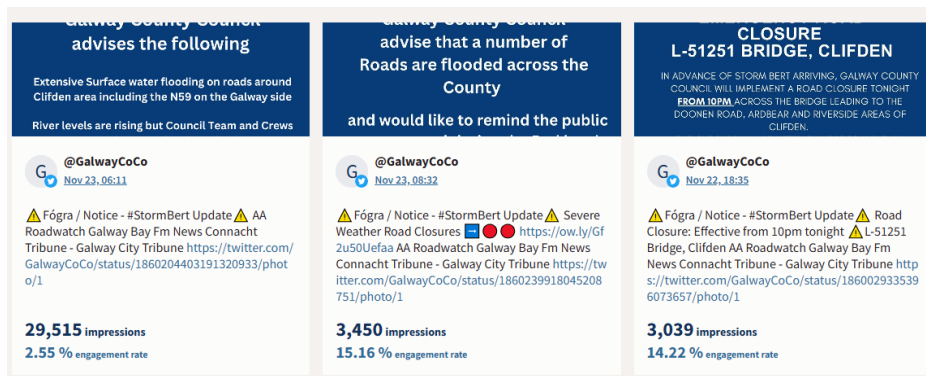 Galway County Council
advises the following
Extensive Surface water flooding on roads around
Clifden area including the N59 on the Galway side
River levels are rising but Council Team and Crews
G
@GalwayCoCo
Nov 23, 06:11
⚠Fógra / Notice - #StormBert Update⚠ AA
Roadwatch Galway Bay Fm News Connacht
Tribune - Galway City Tribune https://twitter.com/
GalwayCoCo/status/1860204403191320933/phot
o/1
29,515 impressions
2.55 % engagement rate
Galway County Council
advise that a number of
Roads are flooded across the
County
and would like to remind the public
G
@GalwayCoCo
Nov 23, 08:32
⚠Fógra / Notice - #StormBert Update⚠ Severe
Weather Road Closures ➡🔴🔴 https://ow.ly/Gf
2u50Uefaa AA Roadwatch Galway Bay Fm News
Connacht Tribune - Galway City Tribune https://tw
itter.com/GalwayCoCo/status/1860239918045208
751/photo/1
3,450 impressions
15.16 % engagement rate
CLOSURE
L-51251 BRIDGE, CLIFDEN
IN ADVANCE OF STORM BERT ARRIVING, GALWAY COUNTY
COUNCIL WILL IMPLEMENT A ROAD CLOSURE TONIGHT
FROM 10PM ACROSS THE BRIDGE LEADING TO THE
DOONEN ROAD, ARDBEAR AND RIVERSIDE AREAS OF
CLIFDEN.
G
@GalwayCoCo
Nov 22, 18:35
⚠Fógra / Notice - #StormBert Update⚠ Road
Closure: Effective from 10pm tonight ⚠L-51251
Bridge, Clifden AA Roadwatch Galway Bay Fm
News Connacht Tribune - Galway City Tribune http
s://twitter.com/GalwayCoCo/status/186002933539
6073657/photo/1
3,039 impressions
14.22 % engagement rate